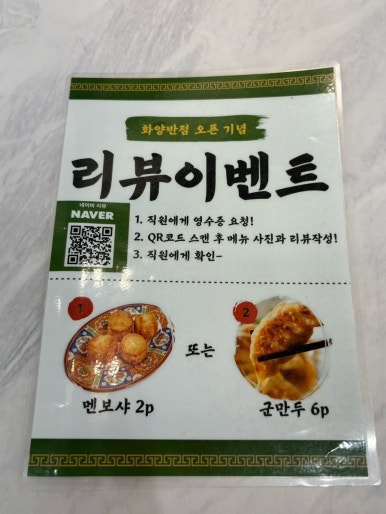 화양반점 오픈 기념
리뷰이벤트
네이버 리뷰
NAVER
1. 직원에게 영수증 요청!
2. QR코드 스캔 후 메뉴 사진과 리뷰작성!
3. 직원에게 확인~
1
2
또는
멘보샤 2p
군만두 6p